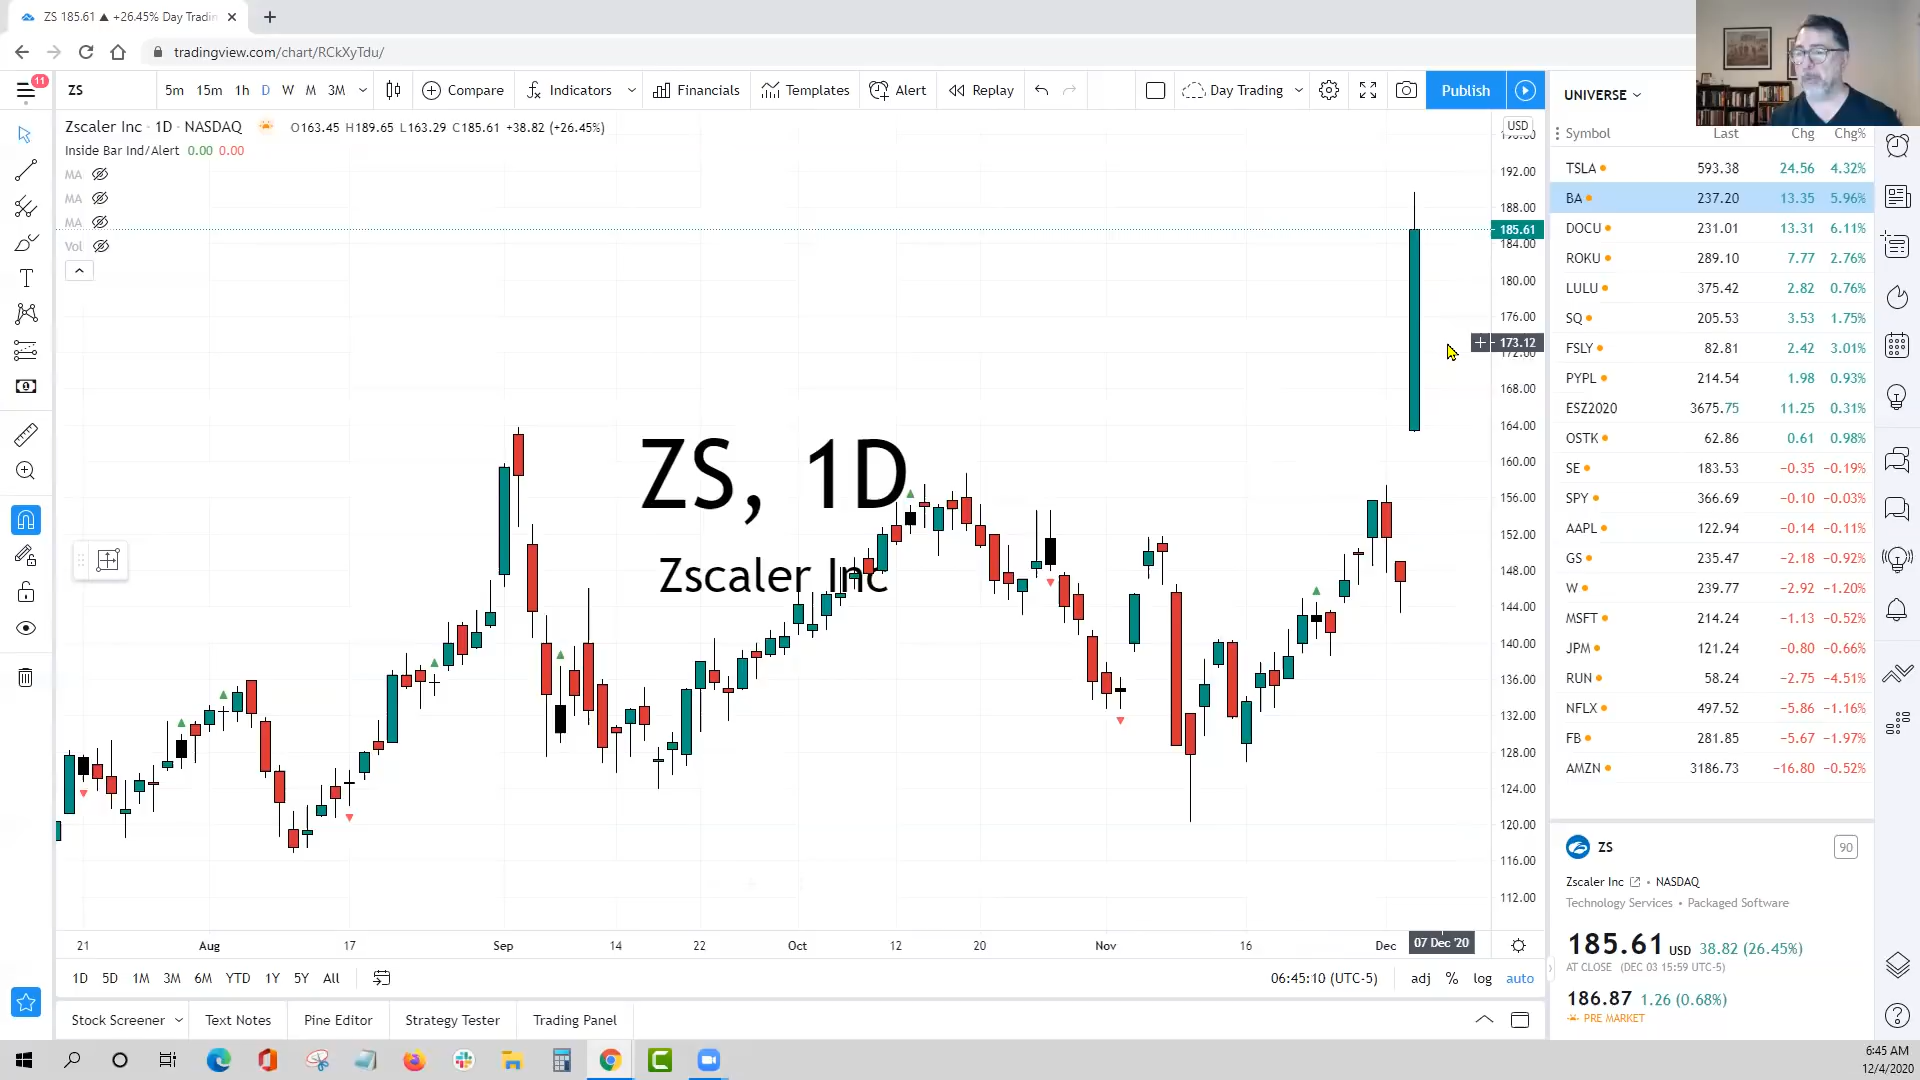 ZS 185.61 ▲ +26.45% Day Tradin
tradingview.com/chart/RCkXyTdu/
11
ZS 5m 15m 1h D W M 3M Compare Indicators Financials Templates Alert Replay Day Trading Publish
UNIVERSE
Zscaler Inc · 1D · NASDAQ O163.45 H189.65 L163.29 C185.61 +38.82 (+26.45%)
Inside Bar Ind/Alert 0.00 0.00
MA
MA
MA
Vol
ZS, 1D
Zscaler Inc
USD
192.00
188.00
185.61
184.00
180.00
176.00
173.12
172.00
168.00
164.00
160.00
156.00
152.00
148.00
144.00
140.00
136.00
132.00
128.00
124.00
120.00
116.00
112.00
21 Aug 17 Sep 14 22 Oct 12 20 Nov 16 Dec 07 Dec '20
1D 5D 1M 3M 6M YTD 1Y 5Y All
06:45:10 (UTC-5) adj % log auto
Stock Screener Text Notes Pine Editor Strategy Tester Trading Panel
Symbol Last Chg Chg%
TSLA 593.38 24.56 4.32%
BA 237.20 13.35 5.96%
DOCU 231.01 13.31 6.11%
ROKU 289.10 7.77 2.76%
LULU 375.42 2.82 0.76%
SQ 205.53 3.53 1.75%
FSLY 82.81 2.42 3.01%
PYPL 214.54 1.98 0.93%
ESZ2020 3675.75 11.25 0.31%
OSTK 62.86 0.61 0.98%
SE 183.53 −0.35 −0.19%
SPY 366.69 −0.10 −0.03%
AAPL 122.94 −0.14 −0.11%
GS 235.47 −2.18 −0.92%
W 239.77 −2.92 −1.20%
MSFT 214.24 −1.13 −0.52%
JPM 121.24 −0.80 −0.66%
RUN 58.24 −2.75 −4.51%
NFLX 497.52 −5.86 −1.16%
FB 281.85 −5.67 −1.97%
AMZN 3186.73 −16.80 −0.52%
ZS 90
Zscaler Inc • NASDAQ
Technology Services • Packaged Software
185.61 USD 38.82 (26.45%)
AT CLOSE (DEC 03 15:59 UTC-5)
186.87 1.26 (0.68%)
PRE MARKET
6:45 AM
12/4/2020